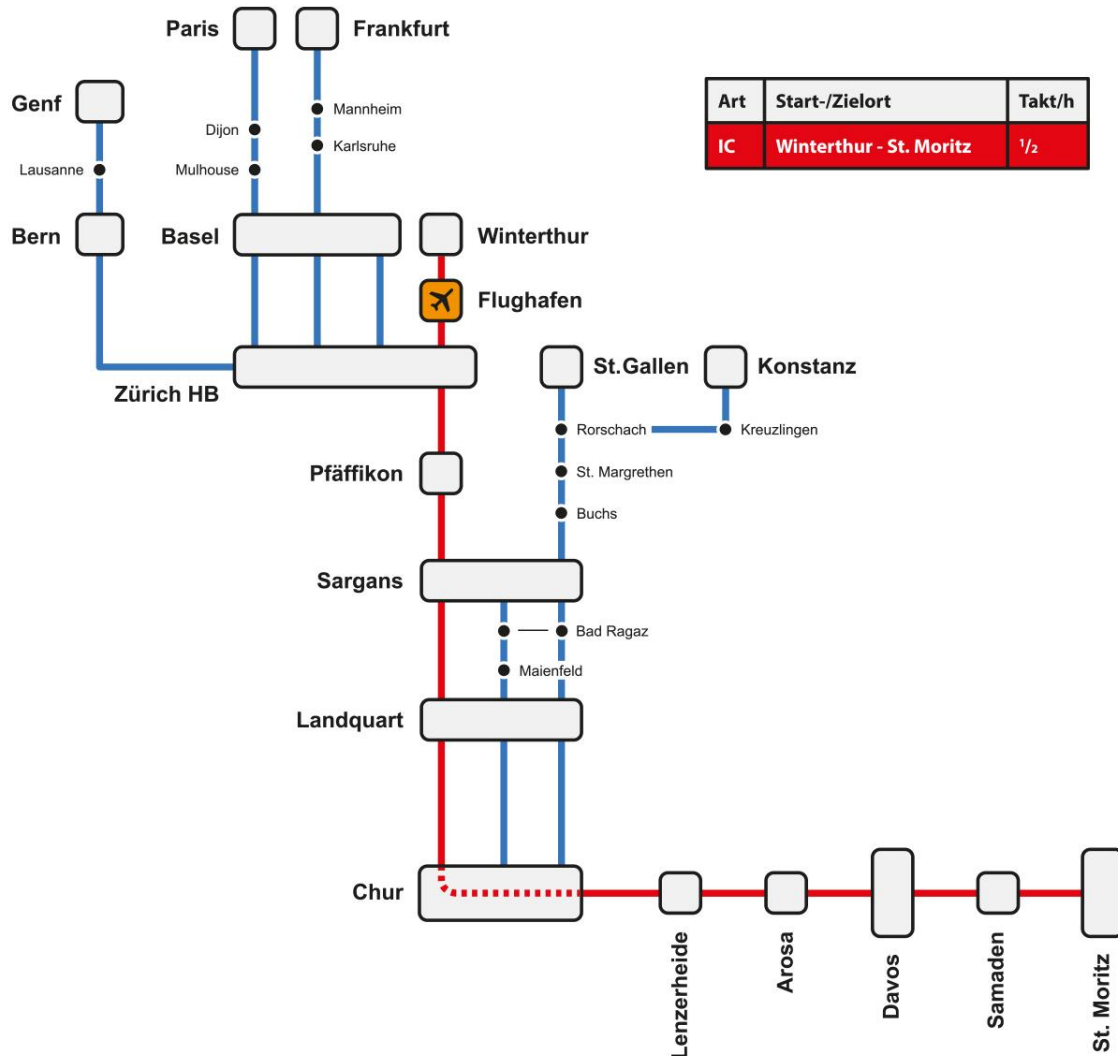 Paris
Frankfurt
Genf
Mannheim
Dijon
Karlsruhe
Lausanne
Mulhouse
Art Start-/Zielort Takt/h
IC Winterthur - St. Moritz 1/2
Bern
Basel
Winterthur
Flughafen
Zürich HB
St.Gallen
Konstanz
Rorschach
Kreuzlingen
St. Margrethen
Pfäffikon
Buchs
Sargans
Bad Ragaz
Maienfeld
Landquart
Chur
Lenzerheide
Arosa
Davos
Samaden
St. Moritz